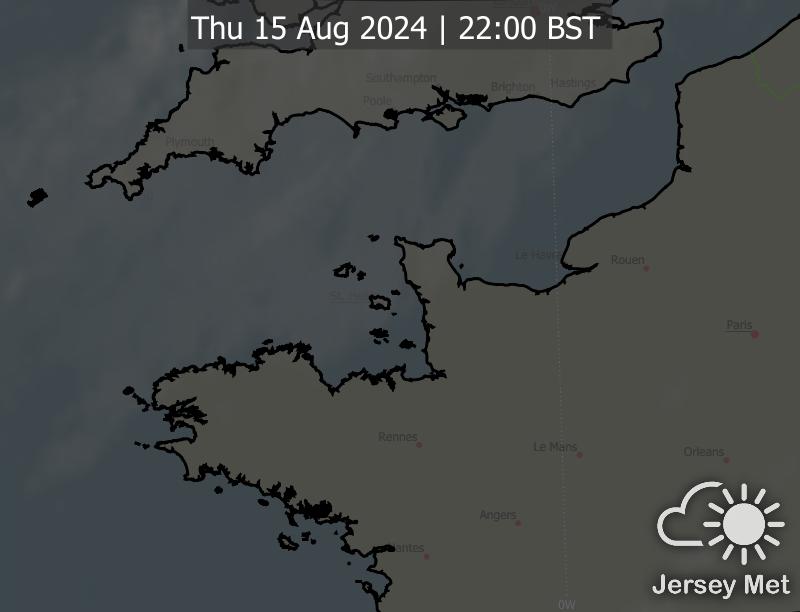 Thu 15 Aug 2024 | 22:00 BST
Southampton
Brighton
Hastings
Poole
Plymouth
Le Havre
Rouen
St.
Paris
Rennes
Le Mans
Orleans
Angers
Nantes
Jersey Met
0W